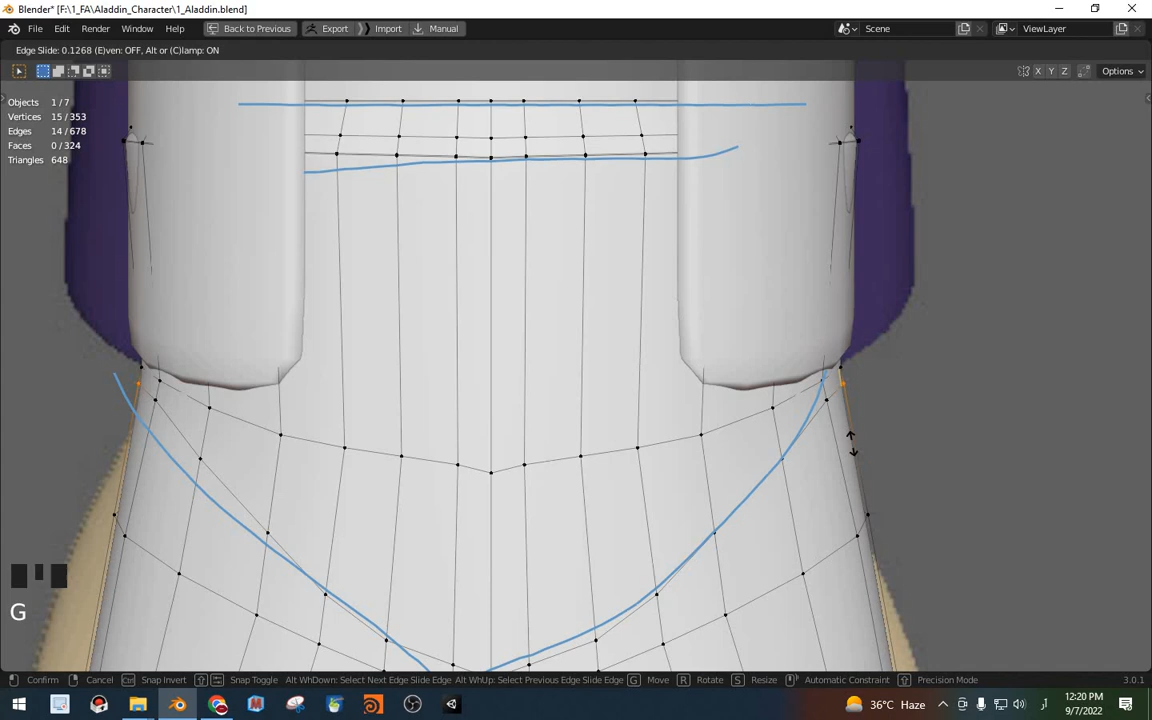 Blender* [F:\1_FA\Aladdin_Character\1_Aladdin.blend]
File Edit Render Window Help Back to Previous Export Import Manual Scene ViewLayer
Edge Slide: 0.1268 (E)ven: OFF, Alt or (C)lamp: ON
X Y Z Options
Objects 1/7
Vertices 15/353
Edges 14/678
Faces 0/324
Triangles 648
G
Confirm Cancel Ctrl Snap Invert Snap Toggle Alt WhDown: Select Next Edge Slide Edge Alt WhUp: Select Previous Edge Slide Edge G Move R Rotate S Resize Automatic Constraint Precision Mode 3.0.1
36°C Haze 12:20 PM
9/7/2022